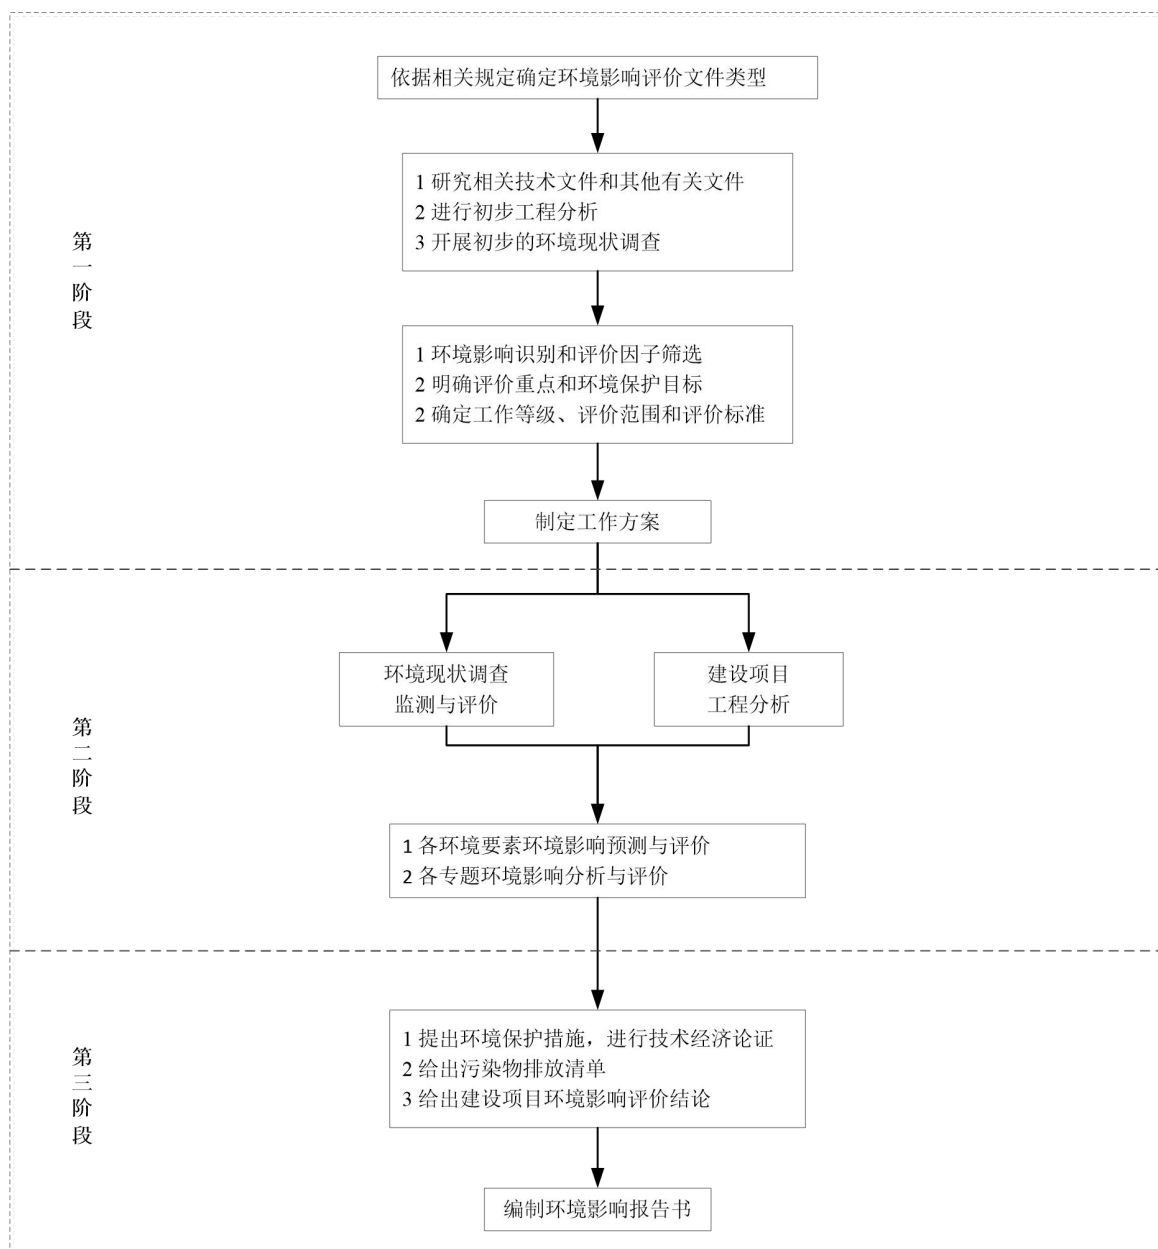 依据相关规定确定环境影响评价文件类型
1 研究相关技术文件和其他有关文件
2 进行初步工程分析
3 开展初步的环境现状调查
第一阶段
1 环境影响识别和评价因子筛选
2 明确评价重点和环境保护目标
2 确定工作等级、评价范围和评价标准
制定工作方案
环境现状调查
监测与评价
建设项目
工程分析
第二阶段
1 各环境要素环境影响预测与评价
2 各专题环境影响分析与评价
第三阶段
1 提出环境保护措施，进行技术经济论证
2 给出污染物排放清单
3 给出建设项目环境影响评价结论
编制环境影响报告书